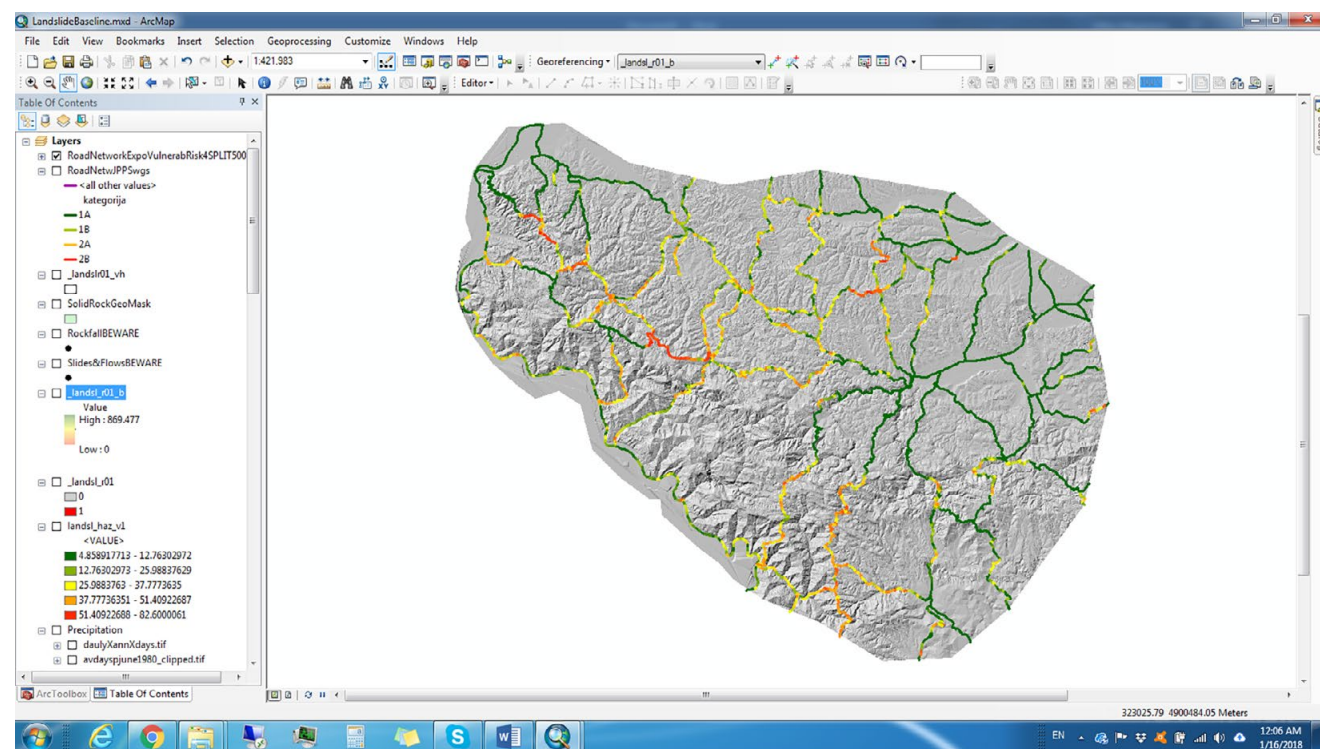 LandslideBaseline.mxd - ArcMap
File Edit View Bookmarks Insert Selection Geoprocessing Customize Windows Help
1:421.983 Georeferencing _landsl_r01_b
Editor
Table Of Contents
Layers
RoadNetworkExpoVulnerabRisk4SPLIT500
RoadNetwJPPSwgs
<all other values>
kategorija
1A
1B
2A
2B
_landslr01_vh
SolidRockGeoMask
RockfallBEWARE
Slides&FlowsBEWARE
_landsl_r01_b
Value
High : 869.477
Low : 0
_landsl_r01
0
1
landsl_haz_v1
<VALUE>
4.858917713 - 12.76302972
12.76302973 - 25.98837629
25.9883763 - 37.7773635
37.77736351 - 51.40922687
51.40922688 - 82.6000061
Precipitation
daulyXannXdays.tif
avdayspjune1980_clipped.tif
ArcToolbox Table Of Contents
323025.79 4900484.05 Meters
EN 12:06 AM
1/16/2018